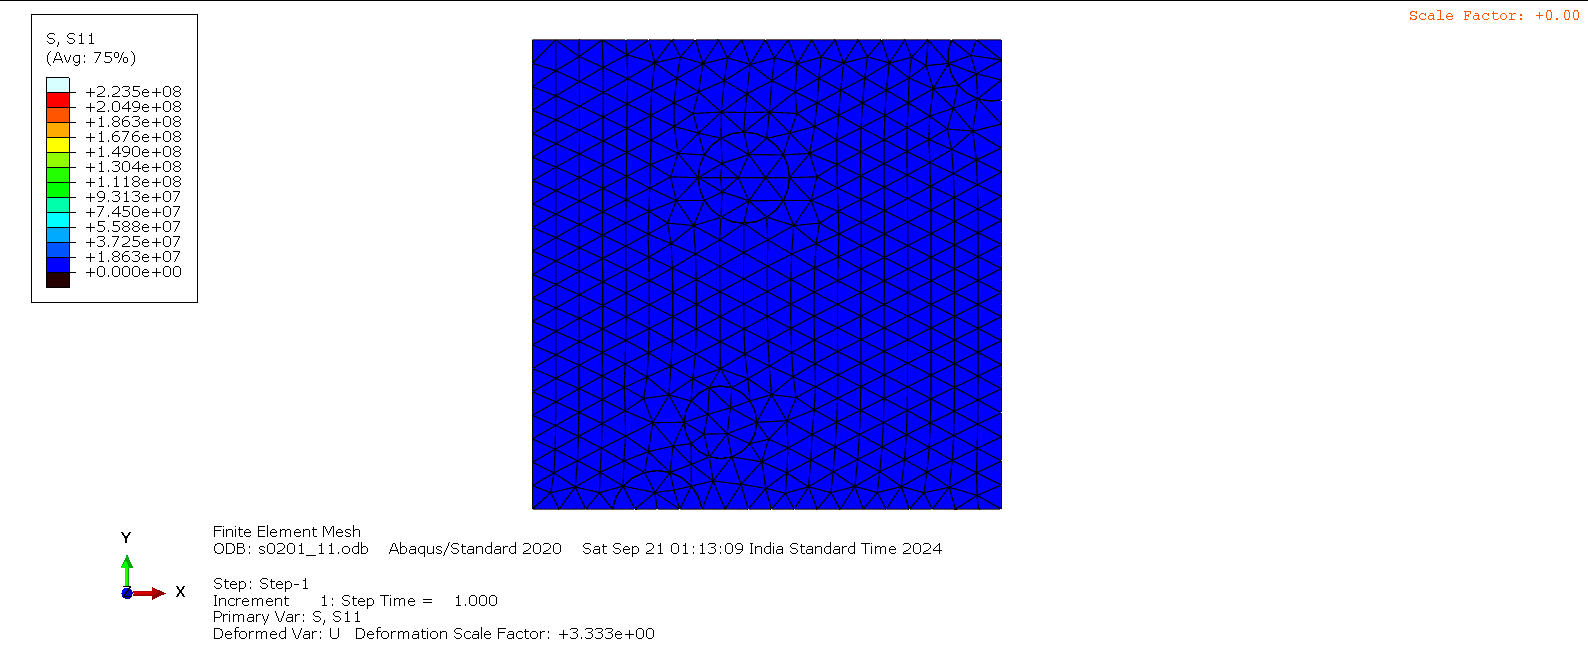 Scale Factor: +0.00
S, S11
(Avg: 75%)
+2.235e+08
+2.049e+08
+1.863e+08
+1.676e+08
+1.490e+08
+1.304e+08
+1.118e+08
+9.313e+07
+7.450e+07
+5.588e+07
+3.725e+07
+1.863e+07
+0.000e+00
Finite Element Mesh
ODB: s0201_11.odb    Abaqus/Standard 2020    Sat Sep 21 01:13:09 India Standard Time 2024
Y
Z
X
Step: Step-1
Increment      1: Step Time =    1.000
Primary Var: S, S11
Deformed Var: U   Deformation Scale Factor: +3.333e+00